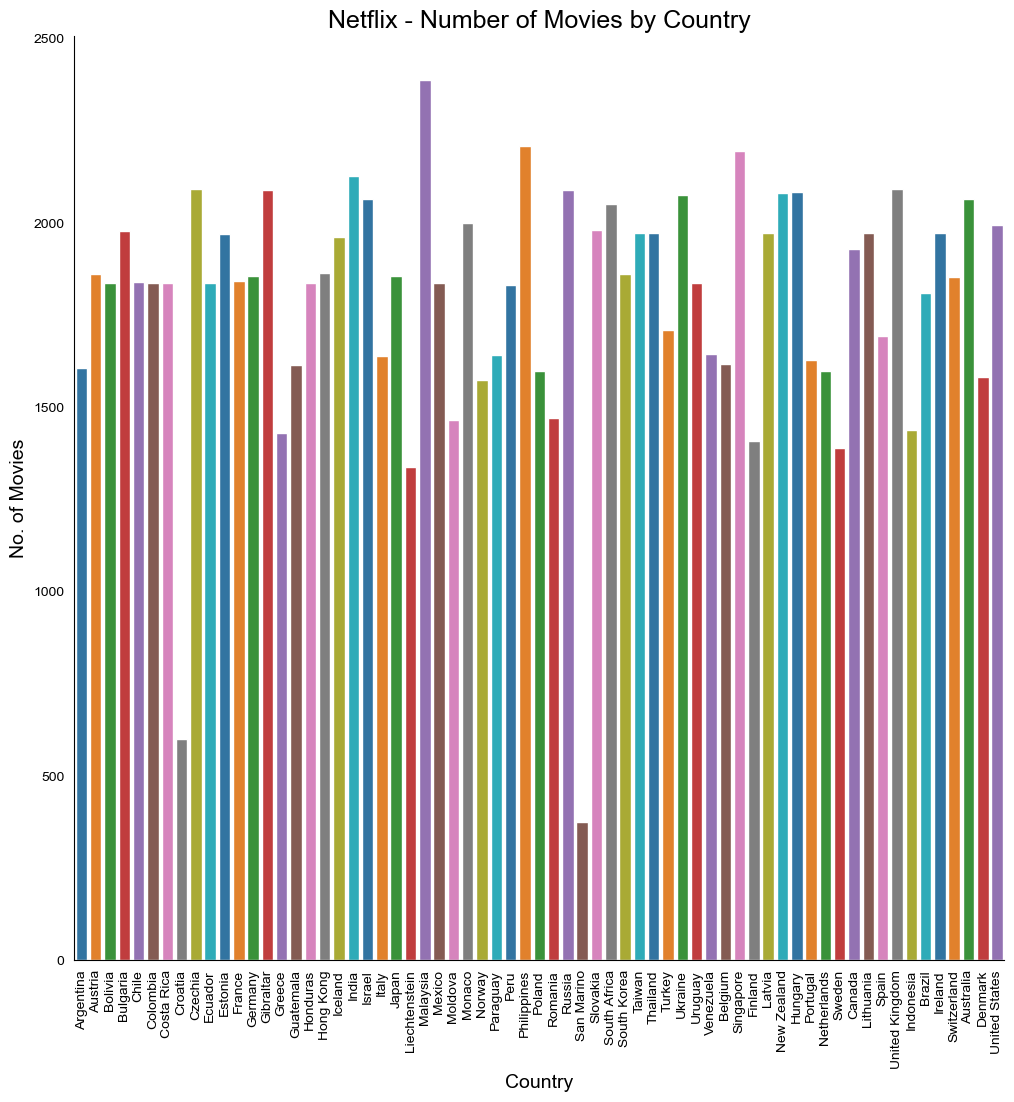 Netflix - Number of Movies by Country
No. of Movies
2500
2000
1500
1000
500
0
Argentina
Austria
Bolivia
Bulgaria
Chile
Colombia
Costa Rica
Croatia
Czechia
Ecuador
Estonia
France
Germany
Gibraltar
Greece
Guatemala
Honduras
Hong Kong
Iceland
India
Israel
Italy
Japan
Liechtenstein
Malaysia
Mexico
Moldova
Monaco
Norway
Paraguay
Peru
Philippines
Poland
Romania
Russia
San Marino
Slovakia
South Africa
South Korea
Taiwan
Thailand
Turkey
Ukraine
Uruguay
Venezuela
Belgium
Singapore
Finland
Latvia
New Zealand
Hungary
Portugal
Netherlands
Sweden
Canada
Lithuania
Spain
United Kingdom
Indonesia
Brazil
Ireland
Switzerland
Australia
Denmark
United States
Country